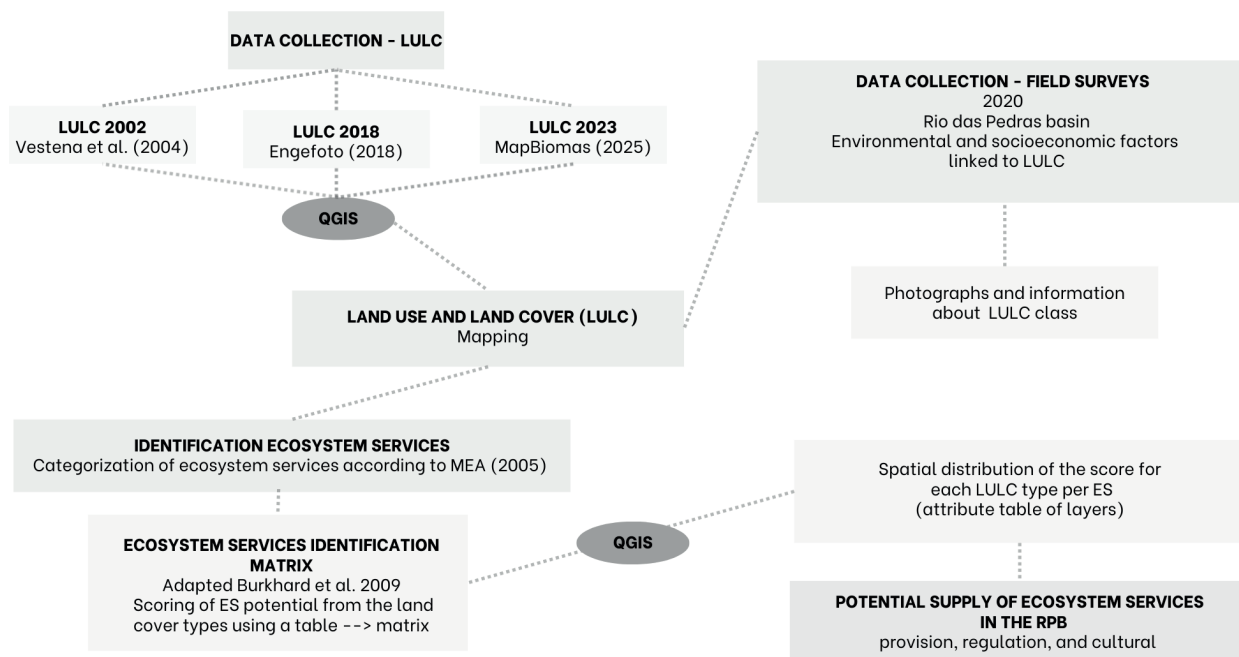 DATA COLLECTION - LULC
LULC 2002
Vestena et al. (2004)
LULC 2018
Engefoto (2018)
LULC 2023
MapBiomas (2025)
QGIS
DATA COLLECTION - FIELD SURVEYS
2020
Rio das Pedras basin
Environmental and socioeconomic factors
linked to LULC
Photographs and information
about LULC class
LAND USE AND LAND COVER (LULC)
Mapping
IDENTIFICATION ECOSYSTEM SERVICES
Categorization of ecosystem services according to MEA (2005)
ECOSYSTEM SERVICES IDENTIFICATION
MATRIX
Adapted Burkhard et al. 2009
Scoring of ES potential from the land
cover types using a table --> matrix
QGIS
Spatial distribution of the score for
each LULC type per ES
(attribute table of layers)
POTENTIAL SUPPLY OF ECOSYSTEM SERVICES
IN THE RPB
provision, regulation, and cultural